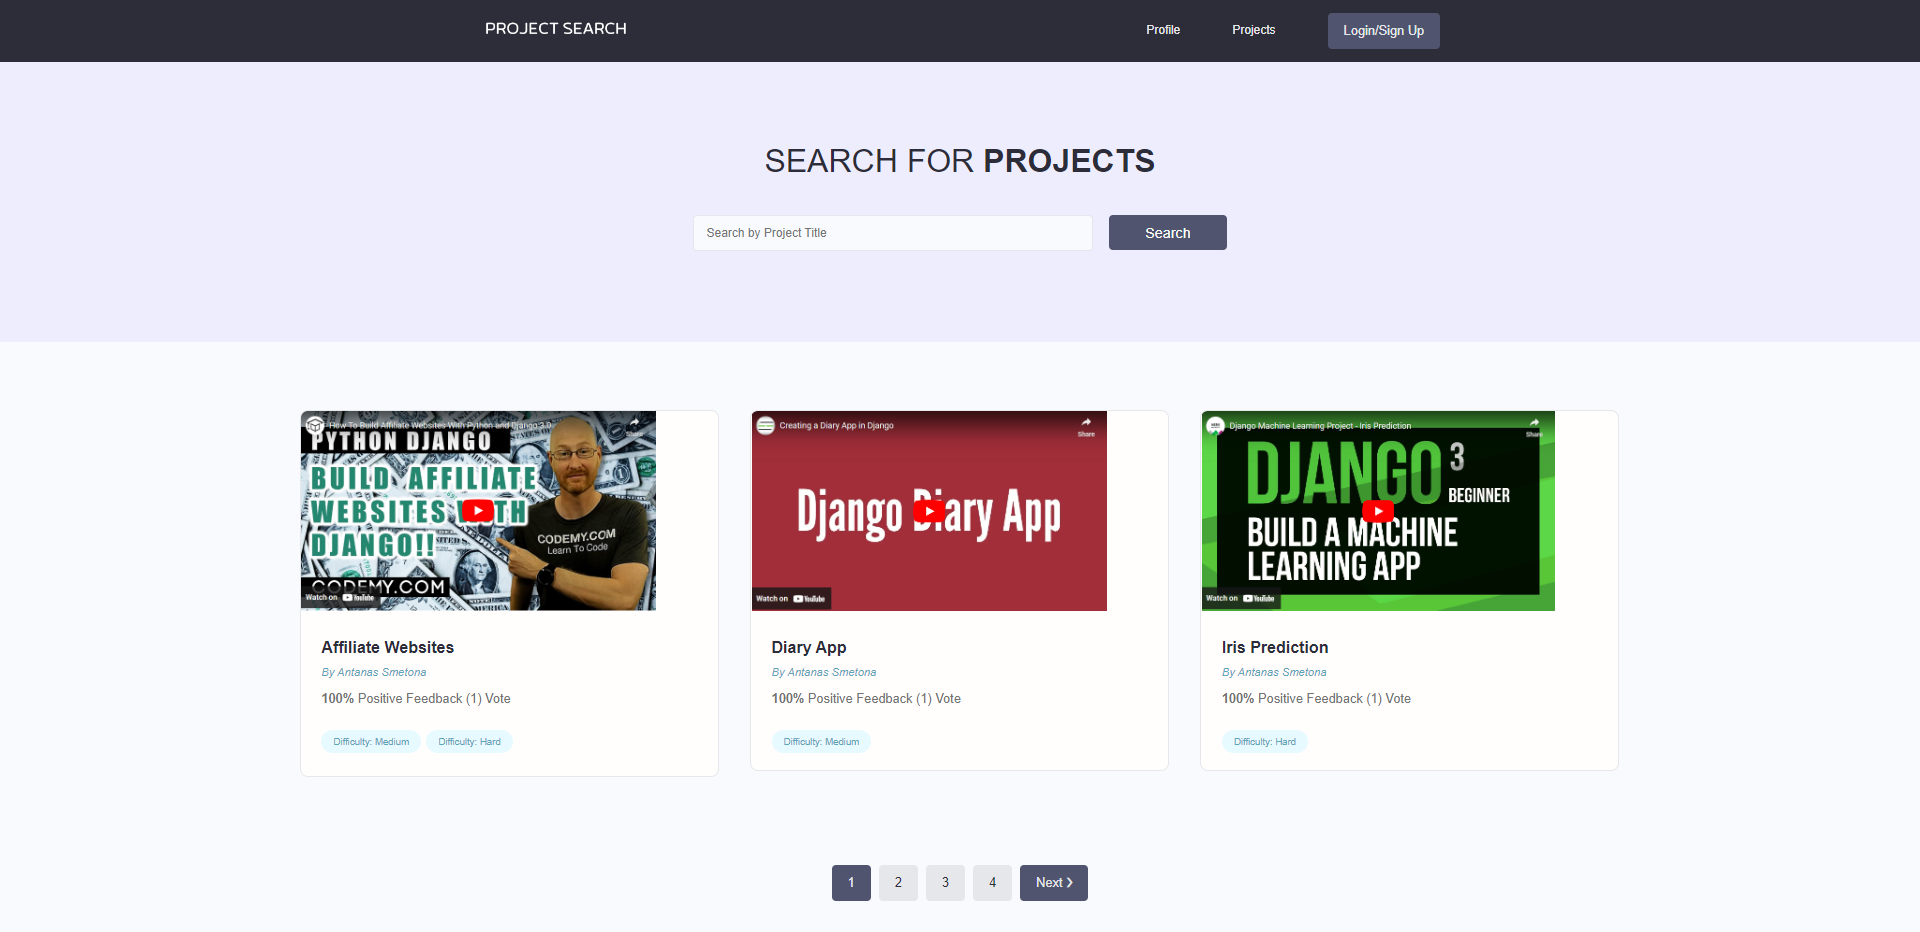 PROJECT SEARCH
Profile
Projects
Login/Sign Up
SEARCH FOR PROJECTS
Search by Project Title
Search
How To Build Affiliate Websites With Python and Django 3.0
Share
PYTHON DJANGO
BUILD AFFILIATE
WEBSITES WITH
DJANGO!!
CODEMY.COM
Learn To Code
CODEMY.COM
Watch on YouTube
Creating a Diary App in Django
Share
Django Diary App
Watch on YouTube
Django Machine Learning Project - Iris Prediction
Share
DJANGO 3
BEGINNER
BUILD A MACHINE
LEARNING APP
Watch on YouTube
Affiliate Websites
By Antanas Smetona
100% Positive Feedback (1) Vote
Difficulty: Medium
Difficulty: Hard
Diary App
By Antanas Smetona
100% Positive Feedback (1) Vote
Difficulty: Medium
Iris Prediction
By Antanas Smetona
100% Positive Feedback (1) Vote
Difficulty: Hard
1 2 3 4 Next ❯